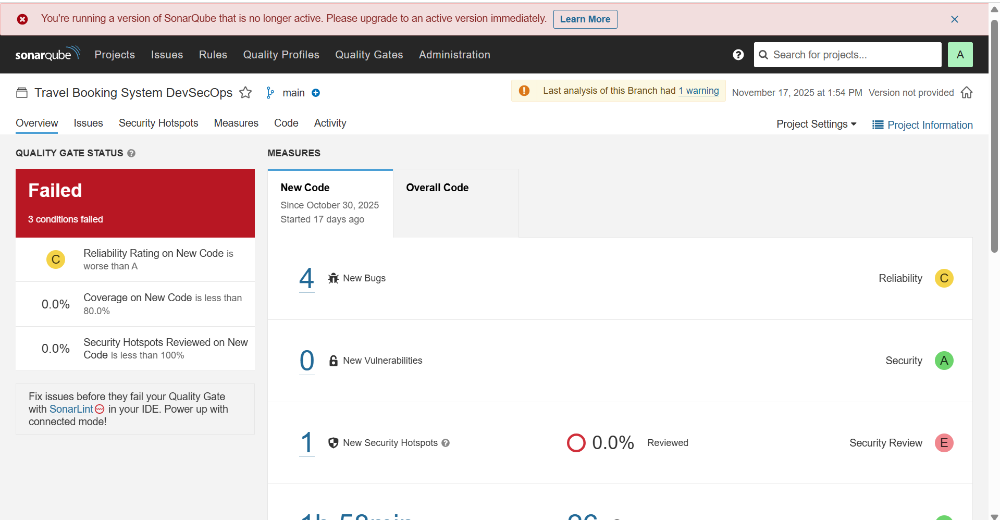 You're running a version of SonarQube that is no longer active. Please upgrade to an active version immediately. Learn More
sonarqube Projects Issues Rules Quality Profiles Quality Gates Administration Search for projects... A
Travel Booking System DevSecOps main Last analysis of this Branch had 1 warning November 17, 2025 at 1:54 PM Version not provided
Overview Issues Security Hotspots Measures Code Activity Project Settings Project Information
QUALITY GATE STATUS
Failed
3 conditions failed
C Reliability Rating on New Code is
worse than A
0.0% Coverage on New Code is less than
80.0%
0.0% Security Hotspots Reviewed on New
Code is less than 100%
Fix issues before they fail your Quality Gate
with SonarLint in your IDE. Power up with
connected mode!
MEASURES
New Code
Since October 30, 2025
Started 17 days ago
Overall Code
4 New Bugs Reliability C
0 New Vulnerabilities Security A
1 New Security Hotspots 0.0% Reviewed Security Review E